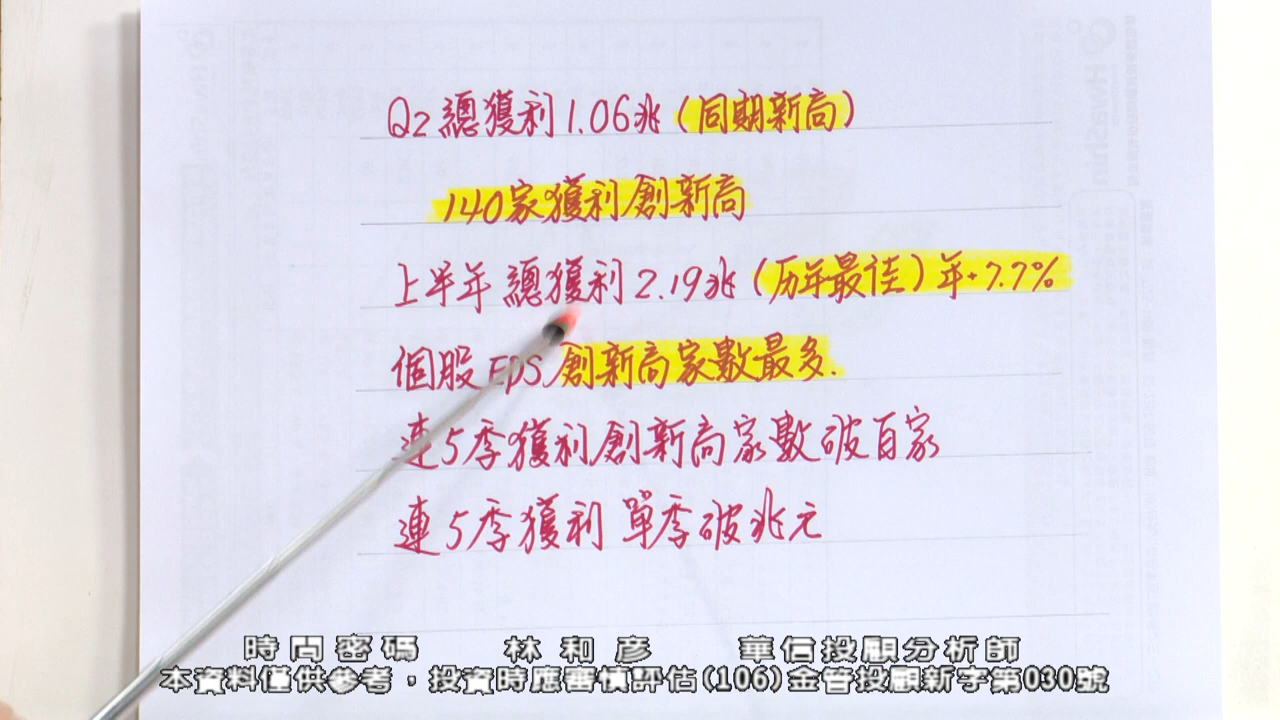 Q2 總獲利 1.06兆 (同期新高)
140家獲利創新高
上半年 總獲利 2.19兆 (历年最佳) 年+7.7%
個股 EPS 創新高家數最多.
連5季獲利創新高家數破百家
連5季獲利 單季破兆元
時間密碼 林和彥 華信投顧分析師
本資料僅供參考，投資時應審慎評估(106)金管投顧新字第030號